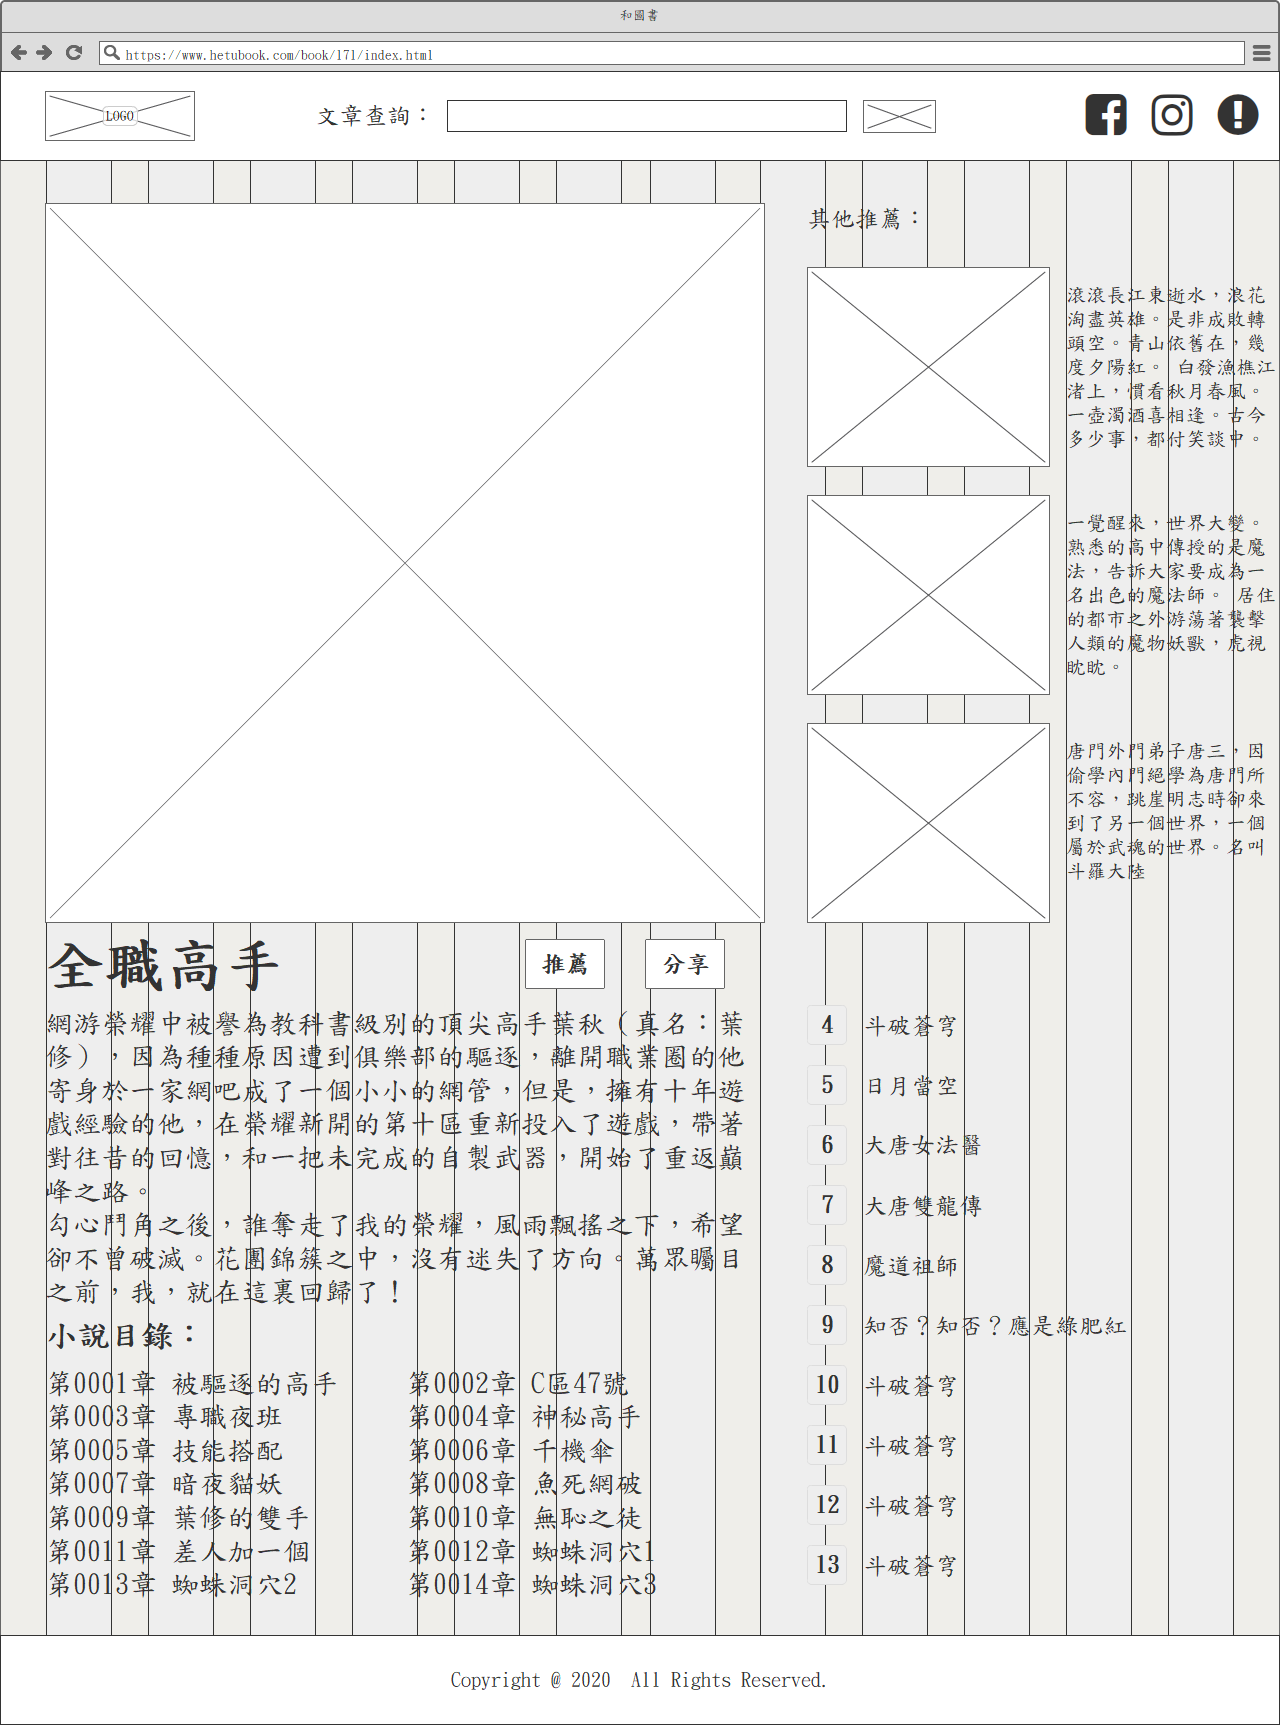 和圖書
https://www.hetubook.com/book/171/index.html
LOGO
文章查詢：
其他推薦：
滾滾長江東逝水，浪花
淘盡英雄。是非成敗轉
頭空。青山依舊在，幾
度夕陽紅。 白發漁樵江
渚上，慣看秋月春風。
一壺濁酒喜相逢。古今
多少事，都付笑談中。
一覺醒來，世界大變。
熟悉的高中傳授的是魔
法，告訴大家要成為一
名出色的魔法師。 居住
的都市之外游蕩著襲擊
人類的魔物妖獸，虎視
眈眈。
唐門外門弟子唐三，因
偷學內門絕學為唐門所
不容，跳崖明志時卻來
到了另一個世界，一個
屬於武魂的世界。名叫
斗羅大陸
全職高手
推薦
分享
網游榮耀中被譽為教科書級別的頂尖高手葉秋（真名：葉
修），因為種種原因遭到俱樂部的驅逐，離開職業圈的他
寄身於一家網吧成了一個小小的網管，但是，擁有十年遊
戲經驗的他，在榮耀新開的第十區重新投入了遊戲，帶著
對往昔的回憶，和一把未完成的自製武器，開始了重返巔
峰之路。
勾心鬥角之後，誰奪走了我的榮耀，風雨飄搖之下，希望
卻不曾破滅。花團錦簇之中，沒有迷失了方向。萬眾矚目
之前，我，就在這裏回歸了！
小說目錄：
第0001章 被驅逐的高手
第0002章 C區47號
第0003章 專職夜班
第0004章 神秘高手
第0005章 技能搭配
第0006章 千機傘
第0007章 暗夜貓妖
第0008章 魚死網破
第0009章 葉修的雙手
第0010章 無恥之徒
第0011章 差人加一個
第0012章 蜘蛛洞穴1
第0013章 蜘蛛洞穴2
第0014章 蜘蛛洞穴3
4 斗破蒼穹
5 日月當空
6 大唐女法醫
7 大唐雙龍傳
8 魔道祖師
9 知否？知否？應是綠肥紅
10 斗破蒼穹
11 斗破蒼穹
12 斗破蒼穹
13 斗破蒼穹
Copyright @ 2020  All Rights Reserved.